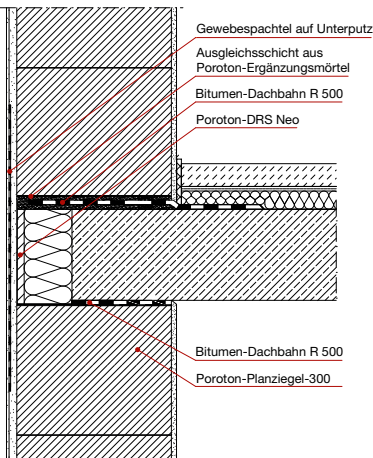 Gewebespachtel auf Unterputz
Ausgleichsschicht aus
Poroton-Ergänzungsmörtel
Bitumen-Dachbahn R 500
Poroton-DRS Neo
Bitumen-Dachbahn R 500
Poroton-Planziegel-300